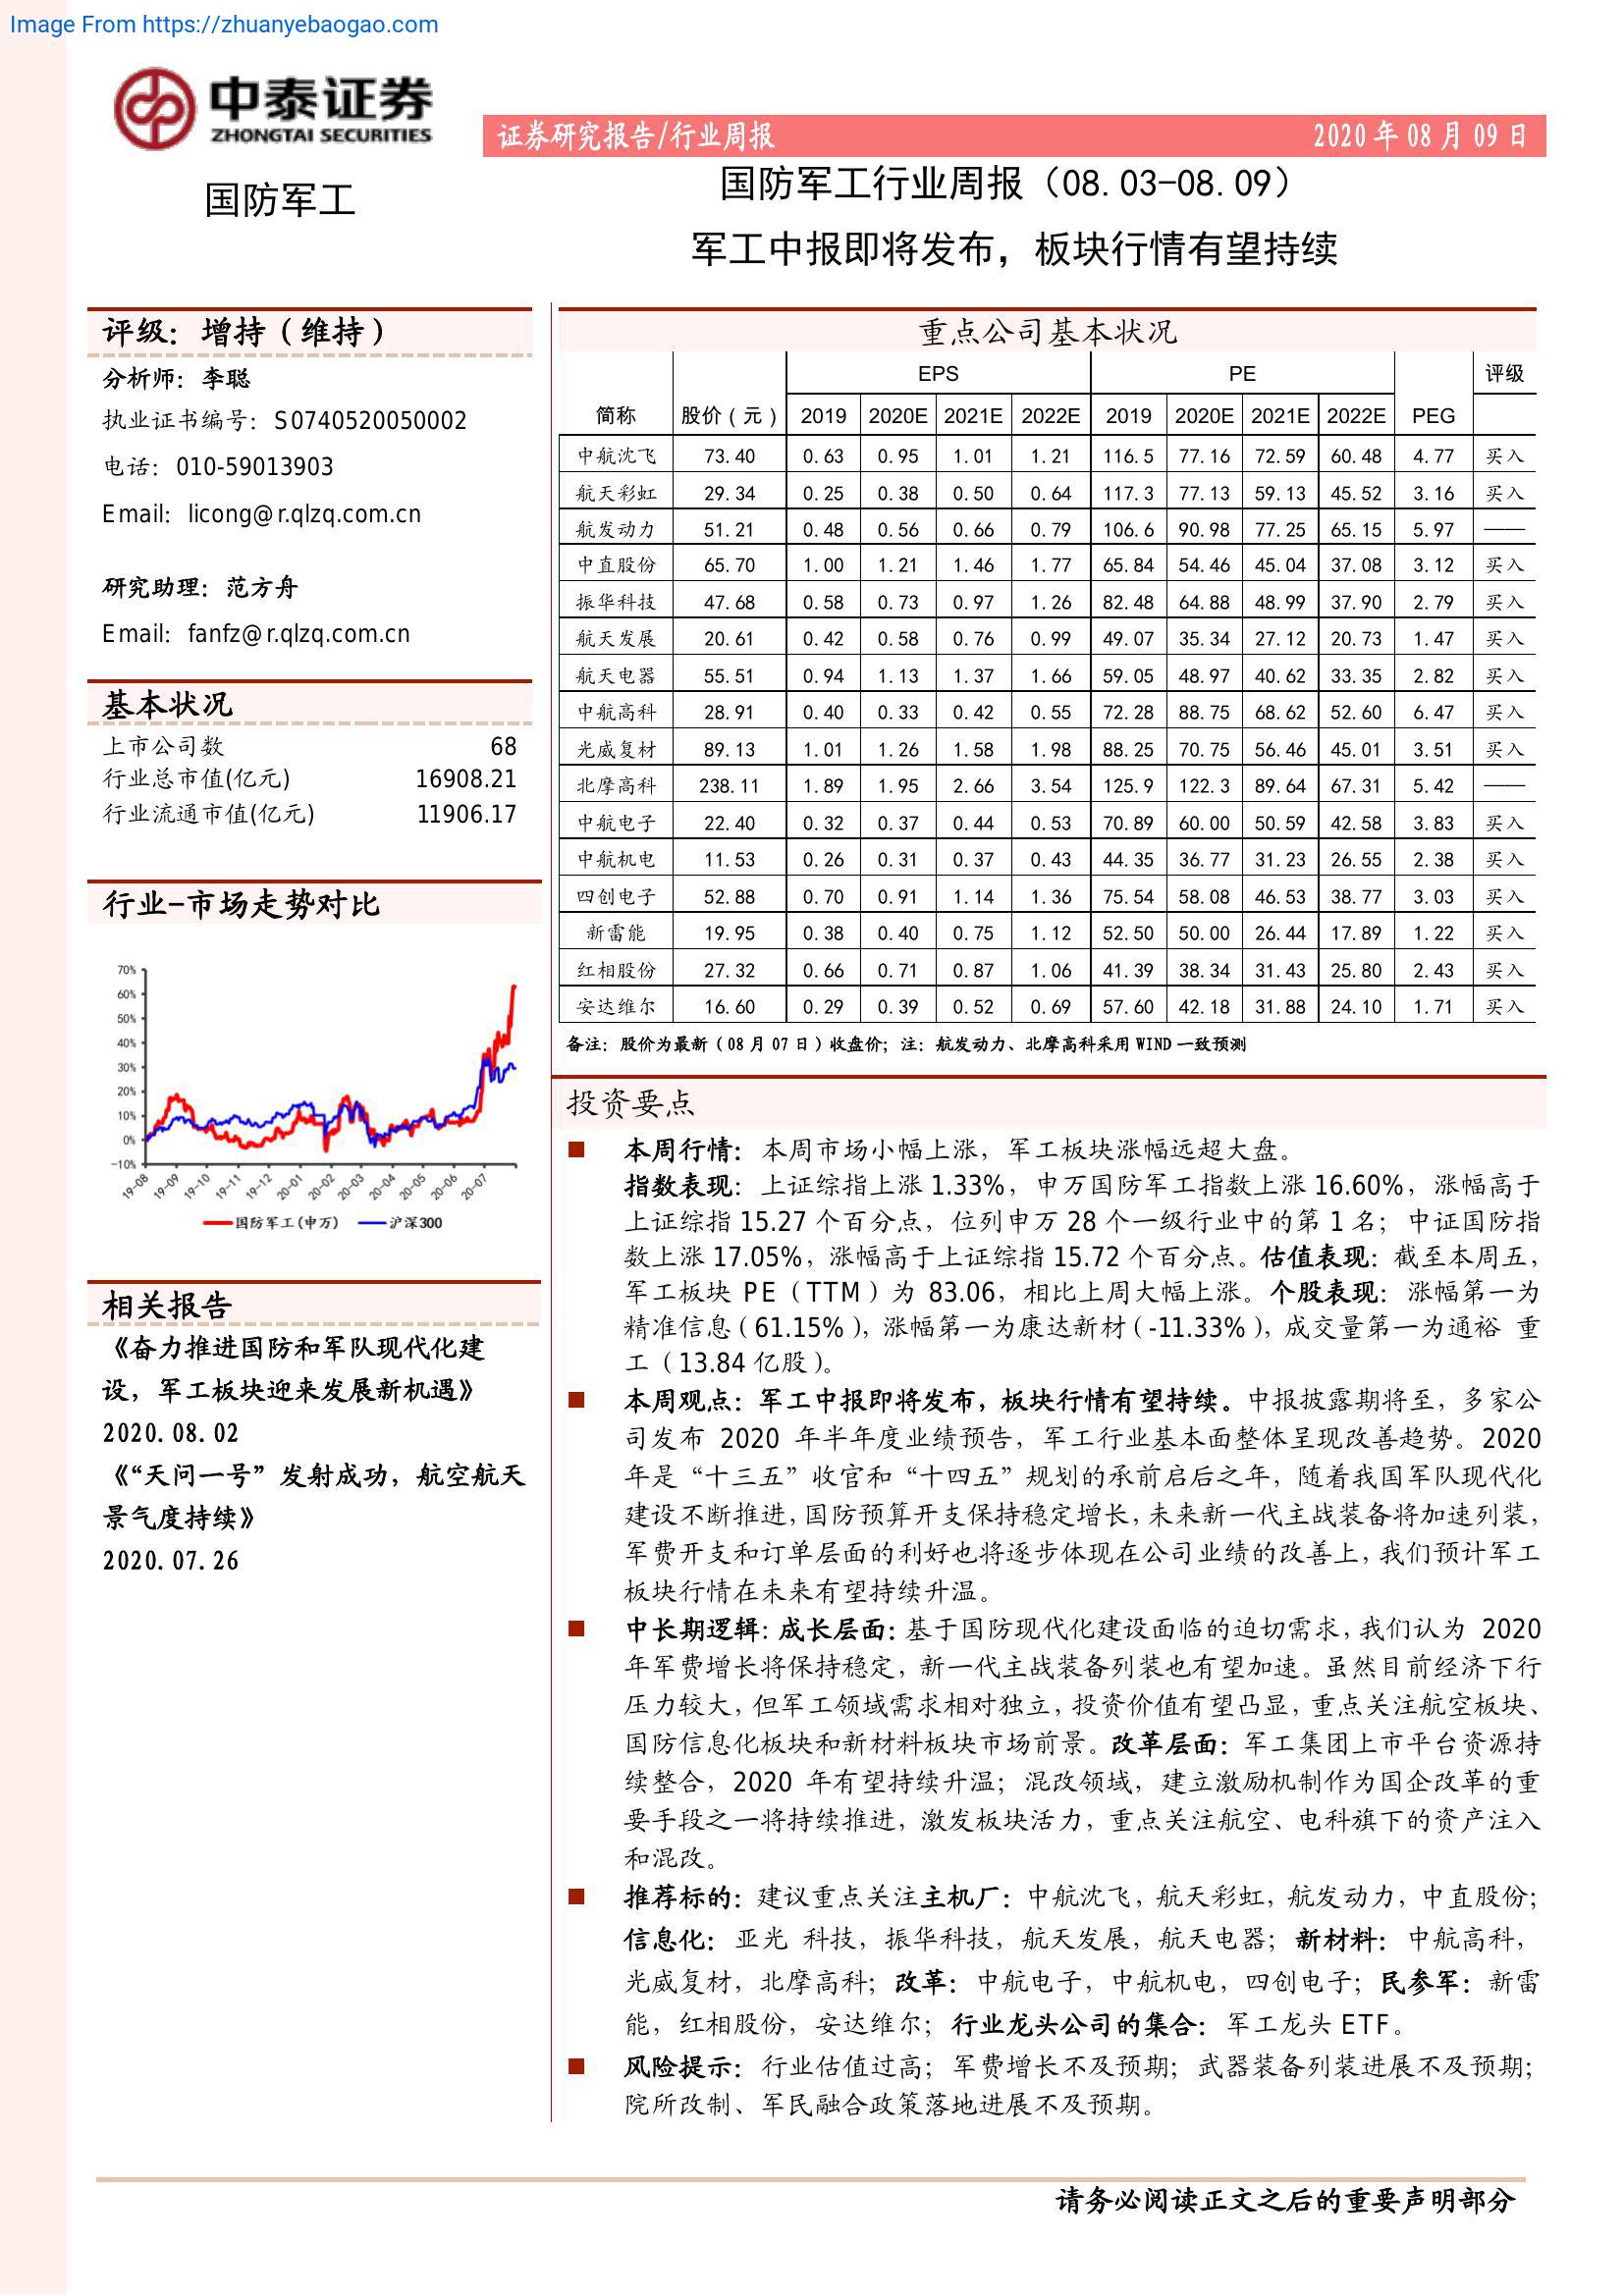 Image From https://zhuanyebaogao.com
中泰证券
ZHONGTAI SECURITIES
证券研究报告/行业周报 2020 年 08 月 09 日
国防军工
国防军工行业周报（08.03-08.09）
军工中报即将发布，板块行情有望持续
评级：增持（维持）
分析师：李聪
执业证书编号：S0740520050002
电话：010-59013903
Email：licong@r.qlzq.com.cn
研究助理：范方舟
Email：fanfz@r.qlzq.com.cn
基本状况
上市公司数 68
行业总市值(亿元) 16908.21
行业流通市值(亿元) 11906.17
行业-市场走势对比
70%
60%
50%
40%
30%
20%
10%
0%
-10%
19-08 19-09 19-10 19-11 19-12 20-01 20-02 20-03 20-04 20-05 20-06 20-07
国防军工(申万) 沪深300
相关报告
《奋力推进国防和军队现代化建
设，军工板块迎来发展新机遇》
2020.08.02
《“天问一号”发射成功，航空航天
景气度持续》
2020.07.26
重点公司基本状况
EPS PE 评级
简称 股价（元） 2019 2020E 2021E 2022E 2019 2020E 2021E 2022E PEG
中航沈飞 73.40 0.63 0.95 1.01 1.21 116.5 77.16 72.59 60.48 4.77 买入
航天彩虹 29.34 0.25 0.38 0.50 0.64 117.3 77.13 59.13 45.52 3.16 买入
航发动力 51.21 0.48 0.56 0.66 0.79 106.6 90.98 77.25 65.15 5.97 ——
中直股份 65.70 1.00 1.21 1.46 1.77 65.84 54.46 45.04 37.08 3.12 买入
振华科技 47.68 0.58 0.73 0.97 1.26 82.48 64.88 48.99 37.90 2.79 买入
航天发展 20.61 0.42 0.58 0.76 0.99 49.07 35.34 27.12 20.73 1.47 买入
航天电器 55.51 0.94 1.13 1.37 1.66 59.05 48.97 40.62 33.35 2.82 买入
中航高科 28.91 0.40 0.33 0.42 0.55 72.28 88.75 68.62 52.60 6.47 买入
光威复材 89.13 1.01 1.26 1.58 1.98 88.25 70.75 56.46 45.01 3.51 买入
北摩高科 238.11 1.89 1.95 2.66 3.54 125.9 122.3 89.64 67.31 5.42 ——
中航电子 22.40 0.32 0.37 0.44 0.53 70.89 60.00 50.59 42.58 3.83 买入
中航机电 11.53 0.26 0.31 0.37 0.43 44.35 36.77 31.23 26.55 2.38 买入
四创电子 52.88 0.70 0.91 1.14 1.36 75.54 58.08 46.53 38.77 3.03 买入
新雷能 19.95 0.38 0.40 0.75 1.12 52.50 50.00 26.44 17.89 1.22 买入
红相股份 27.32 0.66 0.71 0.87 1.06 41.39 38.34 31.43 25.80 2.43 买入
安达维尔 16.60 0.29 0.39 0.52 0.69 57.60 42.18 31.88 24.10 1.71 买入
备注：股价为最新（08 月 07 日）收盘价；注：航发动力、北摩高科采用 WIND 一致预测
投资要点
本周行情：本周市场小幅上涨，军工板块涨幅远超大盘。
指数表现：上证综指上涨 1.33%，申万国防军工指数上涨 16.60%，涨幅高于
上证综指 15.27 个百分点，位列申万 28 个一级行业中的第 1 名；中证国防指
数上涨 17.05%，涨幅高于上证综指 15.72 个百分点。估值表现：截至本周五，
军工板块 PE（TTM）为 83.06，相比上周大幅上涨。个股表现：涨幅第一为
精准信息（61.15%），涨幅第一为康达新材（-11.33%），成交量第一为通裕 重
工（13.84 亿股）。
本周观点：军工中报即将发布，板块行情有望持续。中报披露期将至，多家公
司发布 2020 年半年度业绩预告，军工行业基本面整体呈现改善趋势。2020
年是“十三五”收官和“十四五”规划的承前启后之年，随着我国军队现代化
建设不断推进，国防预算开支保持稳定增长，未来新一代主战装备将加速列装，
军费开支和订单层面的利好也将逐步体现在公司业绩的改善上，我们预计军工
板块行情在未来有望持续升温。
中长期逻辑：成长层面：基于国防现代化建设面临的迫切需求，我们认为 2020
年军费增长将保持稳定，新一代主战装备列装也有望加速。虽然目前经济下行
压力较大，但军工领域需求相对独立，投资价值有望凸显，重点关注航空板块、
国防信息化板块和新材料板块市场前景。改革层面：军工集团上市平台资源持
续整合，2020 年有望持续升温；混改领域，建立激励机制作为国企改革的重
要手段之一将持续推进，激发板块活力，重点关注航空、电科旗下的资产注入
和混改。
推荐标的：建议重点关注主机厂：中航沈飞，航天彩虹，航发动力，中直股份；
信息化：亚光 科技，振华科技，航天发展，航天电器；新材料：中航高科，
光威复材，北摩高科；改革：中航电子，中航机电，四创电子；民参军：新雷
能，红相股份，安达维尔；行业龙头公司的集合：军工龙头 ETF。
风险提示：行业估值过高；军费增长不及预期；武器装备列装进展不及预期；
院所改制、军民融合政策落地进展不及预期。
请务必阅读正文之后的重要声明部分